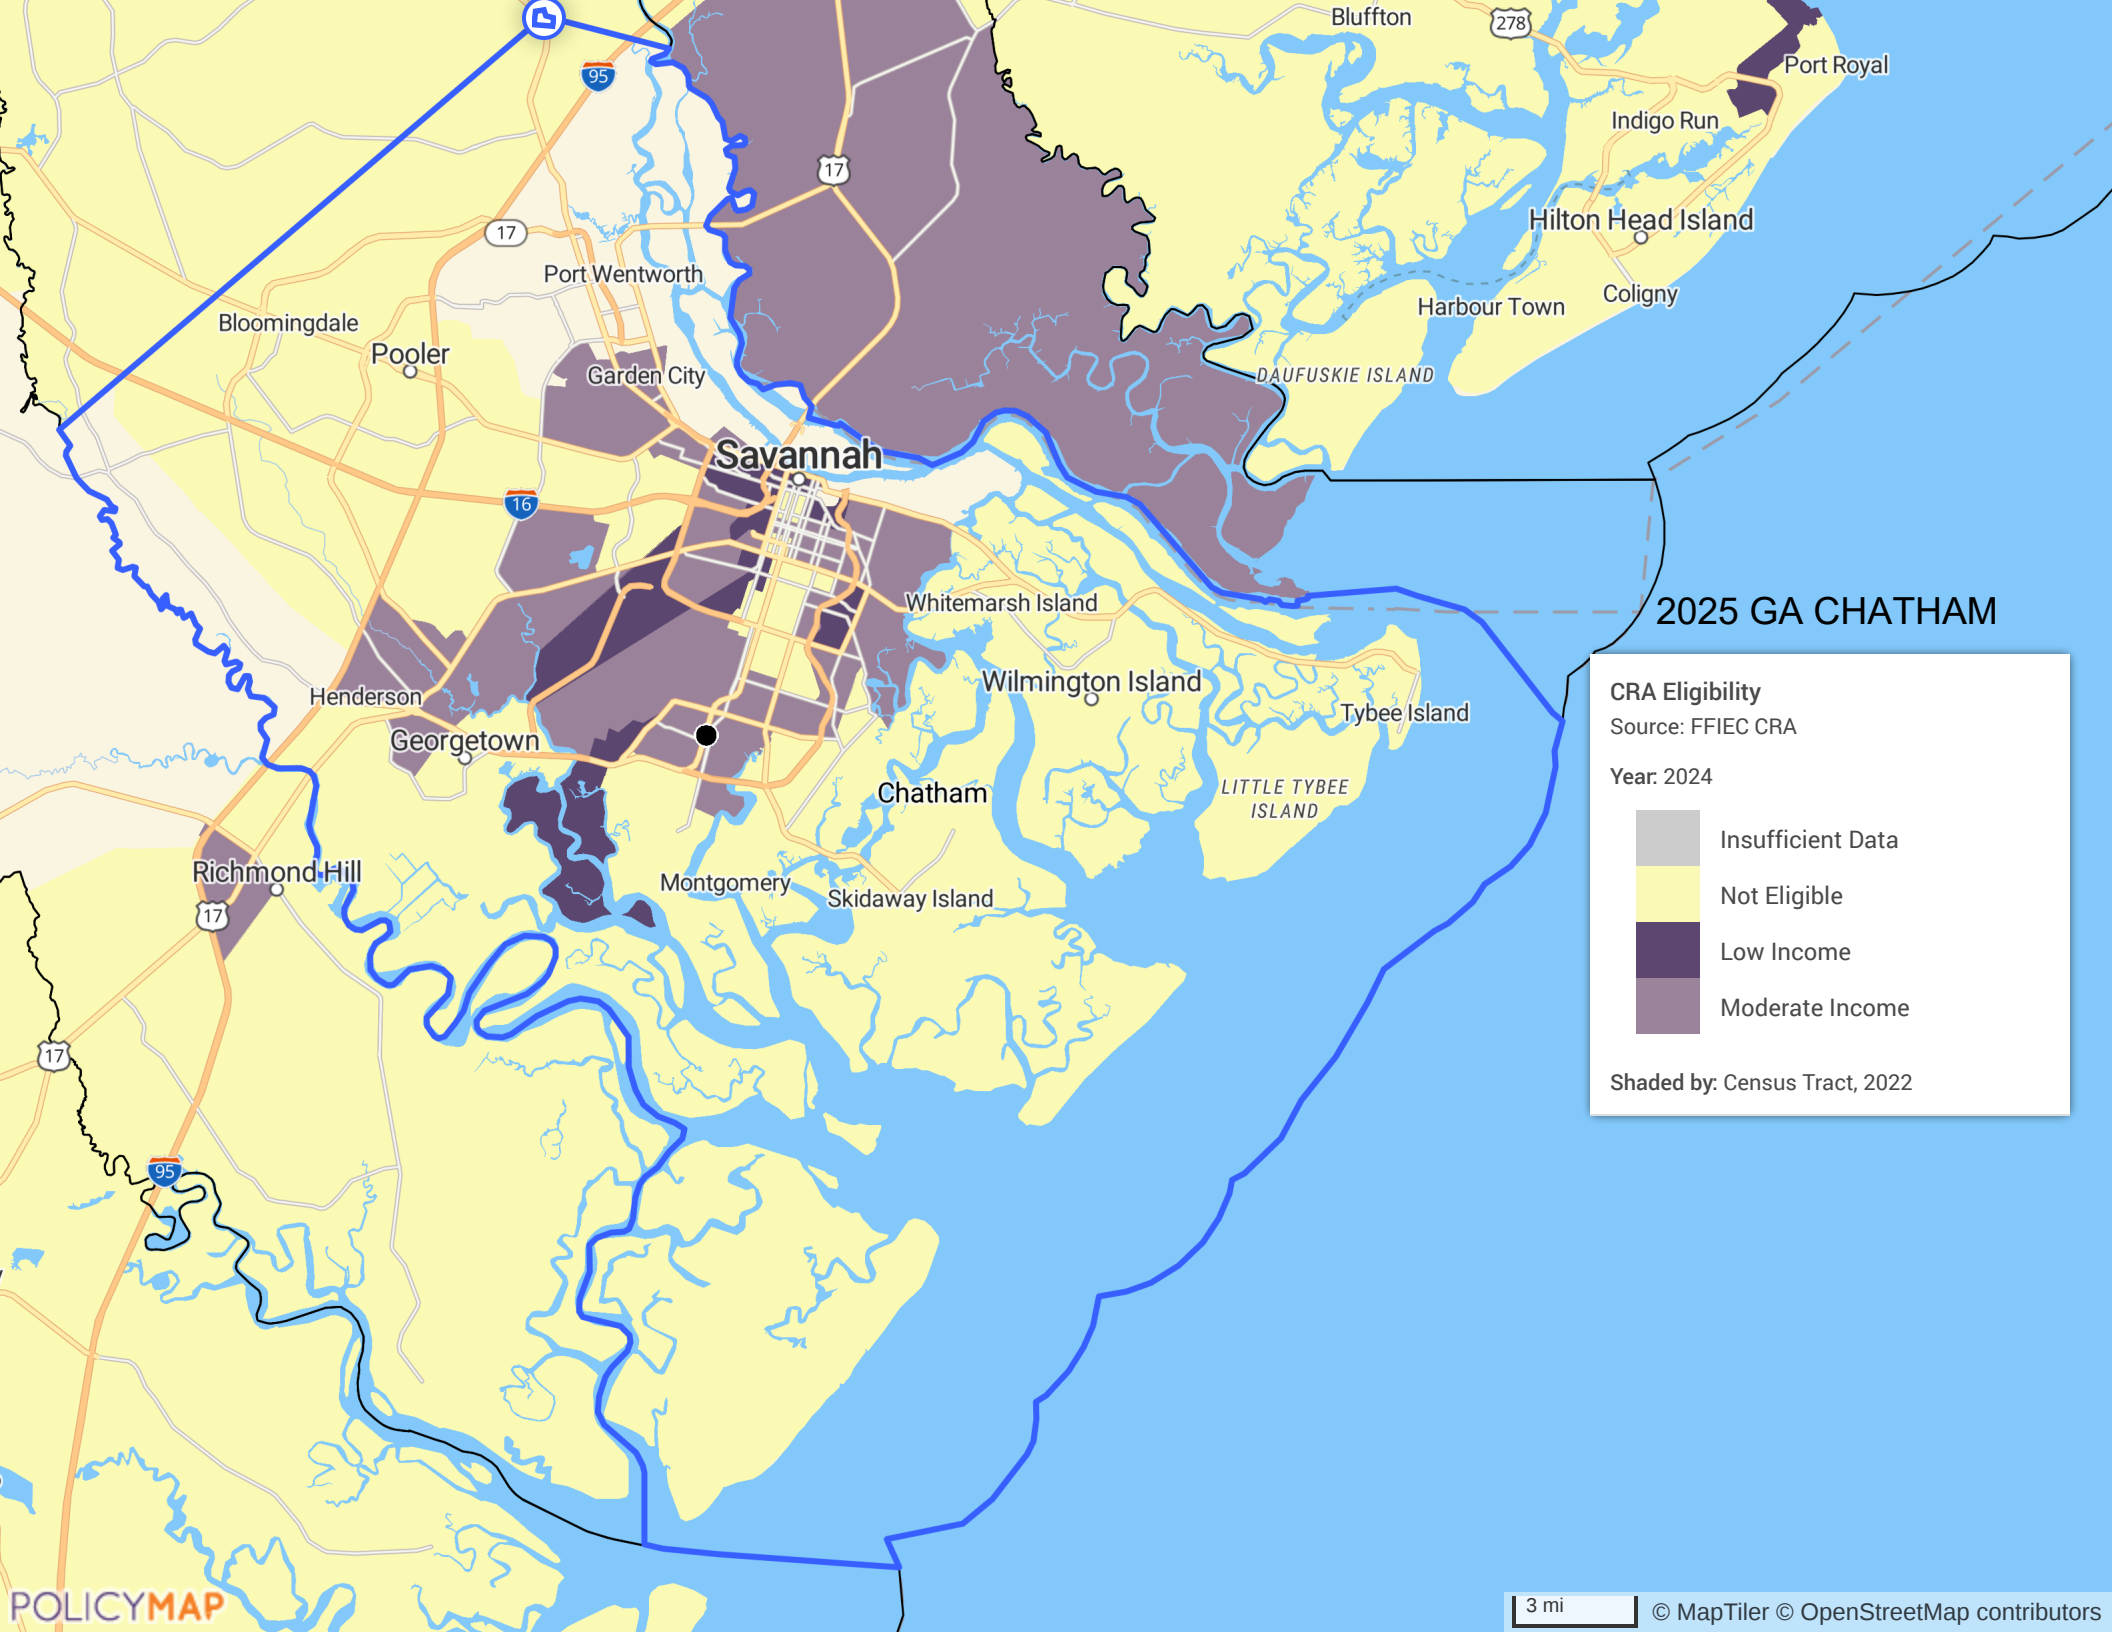 Bluffton
278
Port Royal
95
Indigo Run
17
Hilton Head Island
17
Port Wentworth
Coligny
Harbour Town
Bloomingdale
Pooler
Garden City
DAUFUSKIE ISLAND
Savannah
16
Whitemarsh Island
2025 GA CHATHAM
Wilmington Island
Henderson
Tybee Island
Georgetown
Chatham
LITTLE TYBEE
ISLAND
Richmond Hill
Montgomery
Skidaway Island
17
17
95
CRA Eligibility
Source: FFIEC CRA
Year: 2024
Insufficient Data
Not Eligible
Low Income
Moderate Income
Shaded by: Census Tract, 2022
POLICYMAP
3 mi
© MapTiler © OpenStreetMap contributors